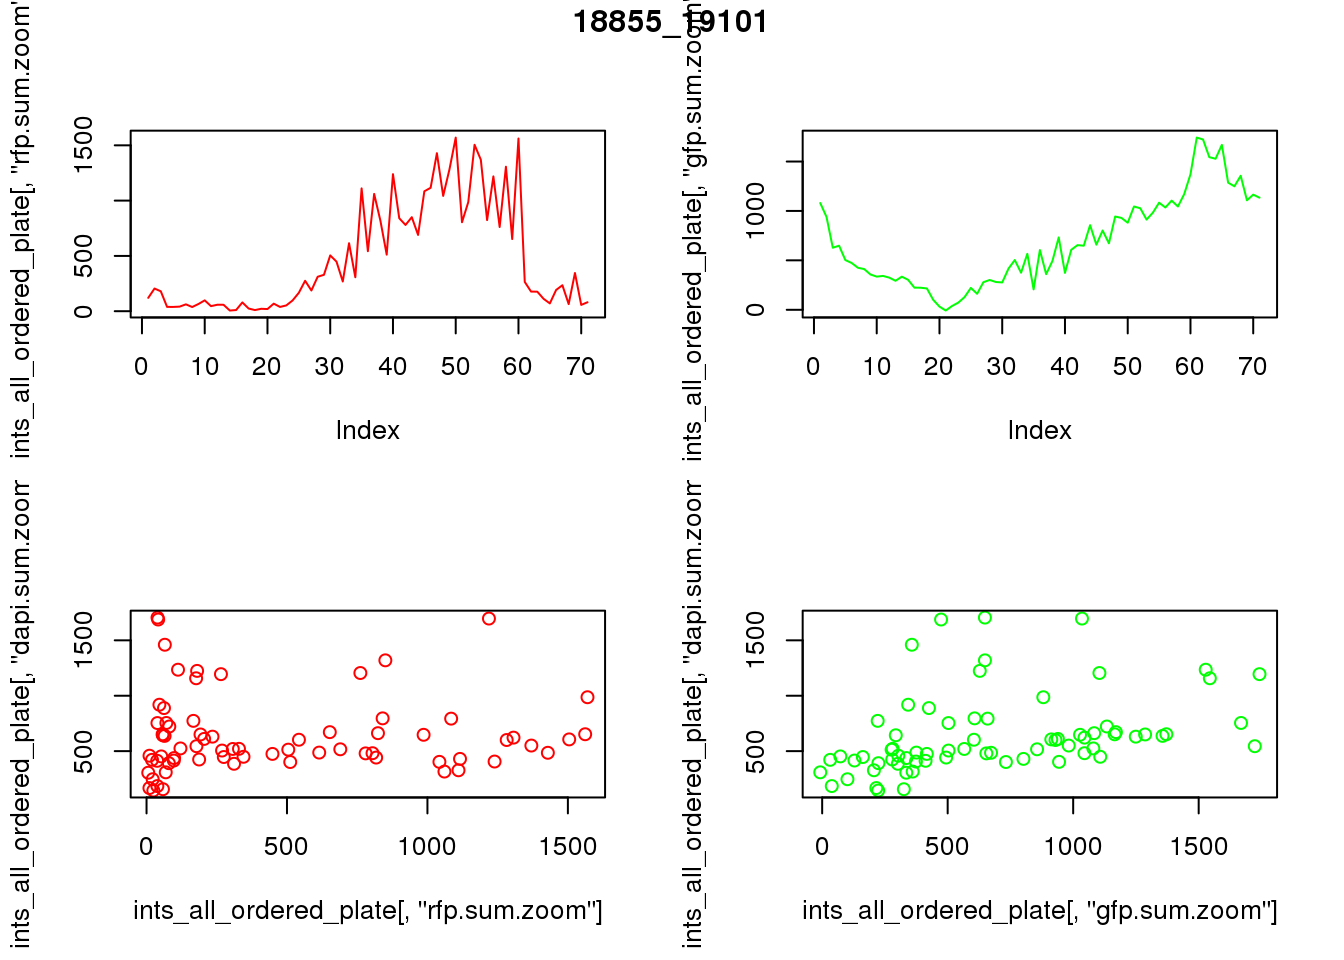 18855_19101
ints_all_ordered_plate[, "rfp.sum.zoom"
1500
500
0
0 10 20 30 40 50 60 70
Index
ints_all_ordered_plate[, "gfp.sum.zoom"
1000
0
0 10 20 30 40 50 60 70
Index
ints_all_ordered_plate[, "dapi.sum.zoom
1500
500
0 500 1000 1500
ints_all_ordered_plate[, "rfp.sum.zoom"]
ints_all_ordered_plate[, "dapi.sum.zoom
1500
500
0 500 1000 1500
ints_all_ordered_plate[, "gfp.sum.zoom"]